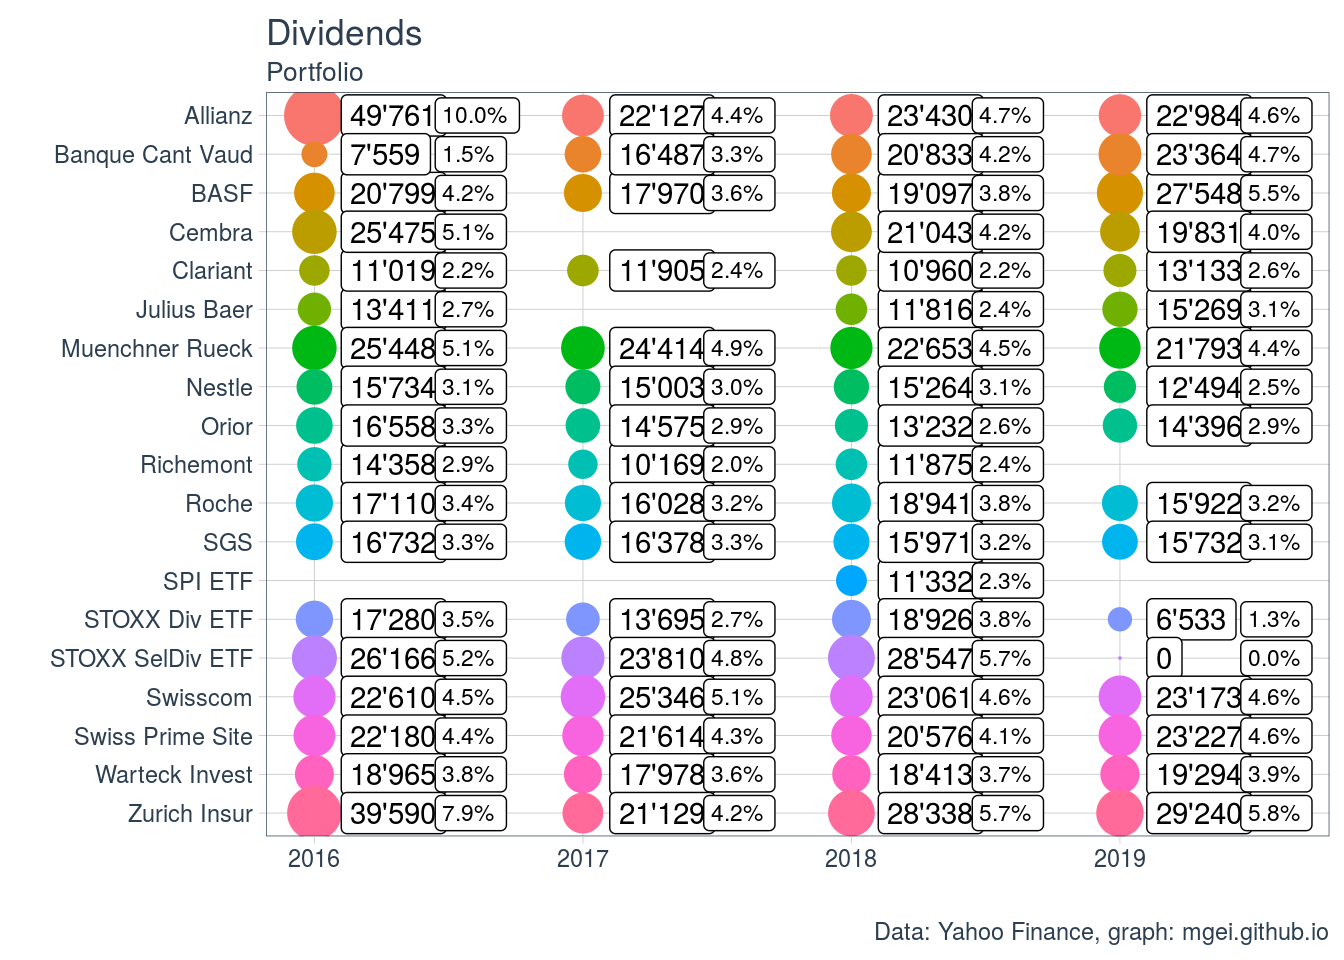 Dividends
Portfolio
Allianz 49'761 10.0% 22'127 4.4% 23'430 4.7% 22'984 4.6%
Banque Cant Vaud 7'559 1.5% 16'487 3.3% 20'833 4.2% 23'364 4.7%
BASF 20'799 4.2% 17'970 3.6% 19'097 3.8% 27'548 5.5%
Cembra 25'475 5.1% 21'043 4.2% 19'831 4.0%
Clariant 11'019 2.2% 11'905 2.4% 10'960 2.2% 13'133 2.6%
Julius Baer 13'411 2.7% 11'816 2.4% 15'269 3.1%
Muenchner Rueck 25'448 5.1% 24'414 4.9% 22'653 4.5% 21'793 4.4%
Nestle 15'734 3.1% 15'003 3.0% 15'264 3.1% 12'494 2.5%
Orior 16'558 3.3% 14'575 2.9% 13'232 2.6% 14'396 2.9%
Richemont 14'358 2.9% 10'169 2.0% 11'875 2.4%
Roche 17'110 3.4% 16'028 3.2% 18'941 3.8% 15'922 3.2%
SGS 16'732 3.3% 16'378 3.3% 15'971 3.2% 15'732 3.1%
SPI ETF 11'332 2.3%
STOXX Div ETF 17'280 3.5% 13'695 2.7% 18'926 3.8% 6'533 1.3%
STOXX SelDiv ETF 26'166 5.2% 23'810 4.8% 28'547 5.7% 0 0.0%
Swisscom 22'610 4.5% 25'346 5.1% 23'061 4.6% 23'173 4.6%
Swiss Prime Site 22'180 4.4% 21'614 4.3% 20'576 4.1% 23'227 4.6%
Warteck Invest 18'965 3.8% 17'978 3.6% 18'413 3.7% 19'294 3.9%
Zurich Insur 39'590 7.9% 21'129 4.2% 28'338 5.7% 29'240 5.8%
2016 2017 2018 2019
Data: Yahoo Finance, graph: mgei.github.io